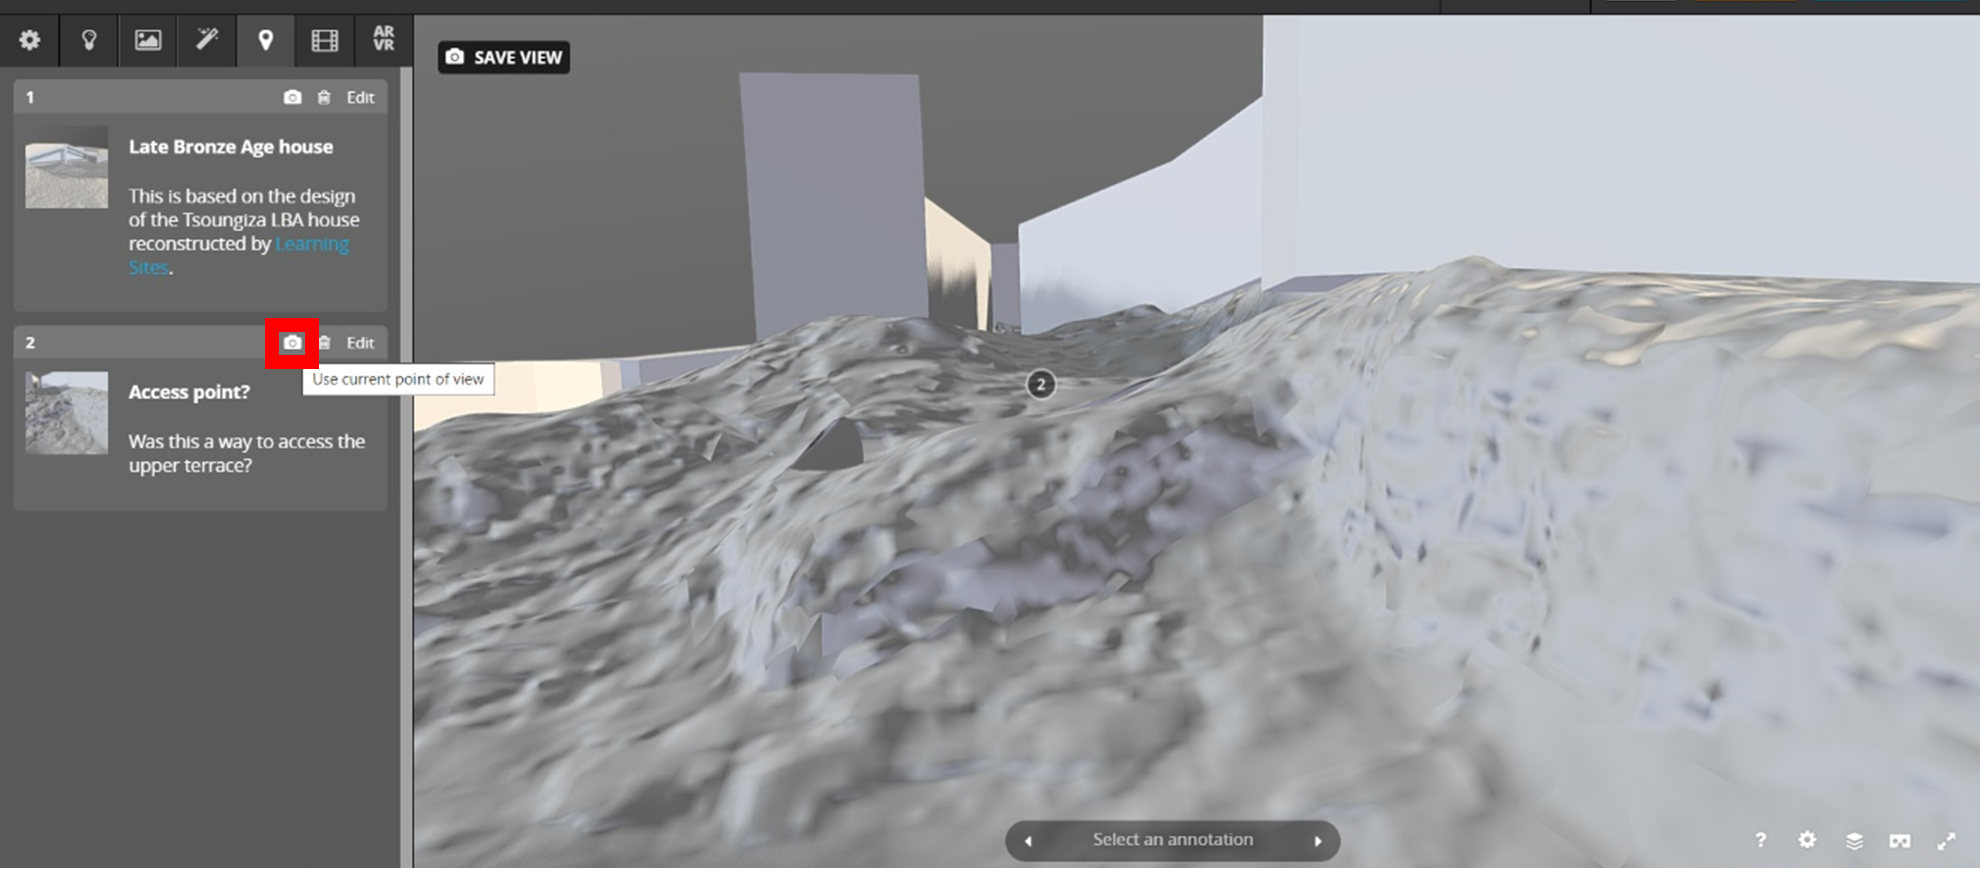 AR
VR
SAVE VIEW
1
Edit
Late Bronze Age house
This is based on the design
of the Tsoungiza LBA house
reconstructed by Learning
Sites.
2
Edit
Use current point of view
Access point?
Was this a way to access the
upper terrace?
2
Select an annotation
?